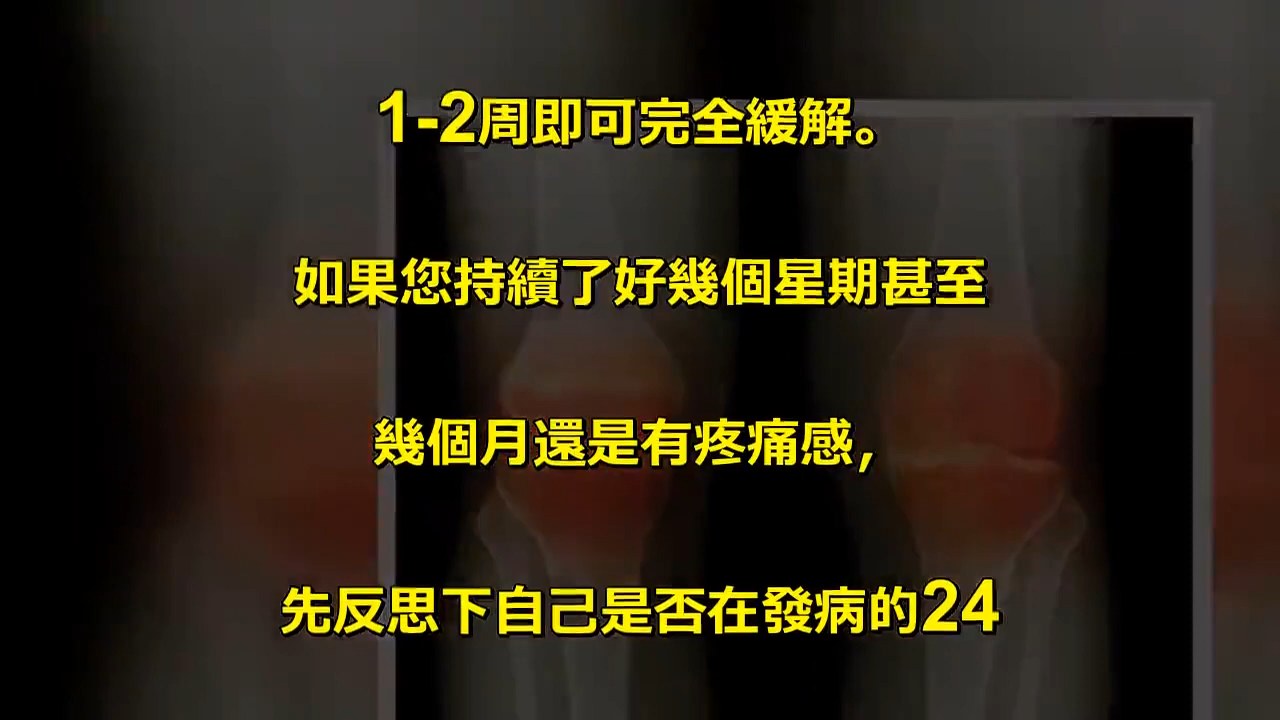 1-2周即可完全緩解。
如果您持續了好幾個星期甚至
幾個月還是有疼痛感，
先反思下自己是否在發病的24